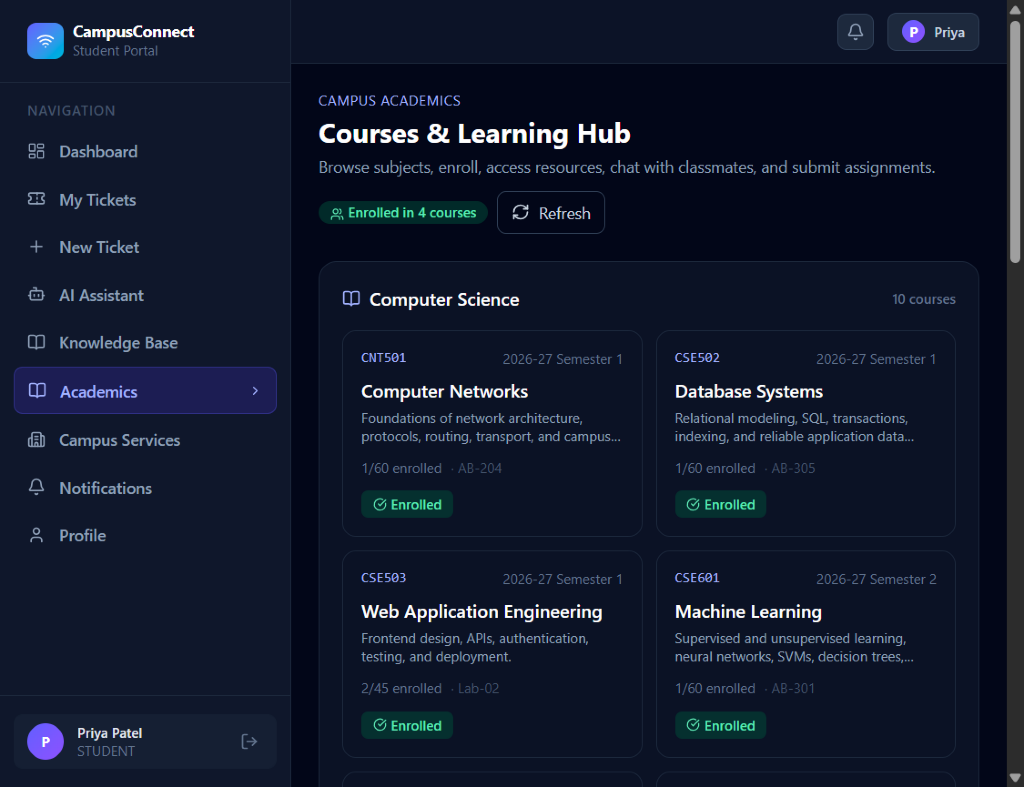 CampusConnect
Student Portal
P
Priya
NAVIGATION
Dashboard
My Tickets
New Ticket
AI Assistant
Knowledge Base
Academics
Campus Services
Notifications
Profile
P
Priya Patel
STUDENT
CAMPUS ACADEMICS
Courses & Learning Hub
Browse subjects, enroll, access resources, chat with classmates, and submit assignments.
Enrolled in 4 courses
Refresh
Computer Science
10 courses
CNT501
2026-27 Semester 1
Computer Networks
Foundations of network architecture,
protocols, routing, transport, and campus...
1/60 enrolled · AB-204
Enrolled
CSE502
2026-27 Semester 1
Database Systems
Relational modeling, SQL, transactions,
indexing, and reliable application data...
1/60 enrolled · AB-305
Enrolled
CSE503
2026-27 Semester 1
Web Application Engineering
Frontend design, APIs, authentication,
testing, and deployment.
2/45 enrolled · Lab-02
Enrolled
CSE601
2026-27 Semester 2
Machine Learning
Supervised and unsupervised learning,
neural networks, SVMs, decision trees,...
1/60 enrolled · AB-301
Enrolled